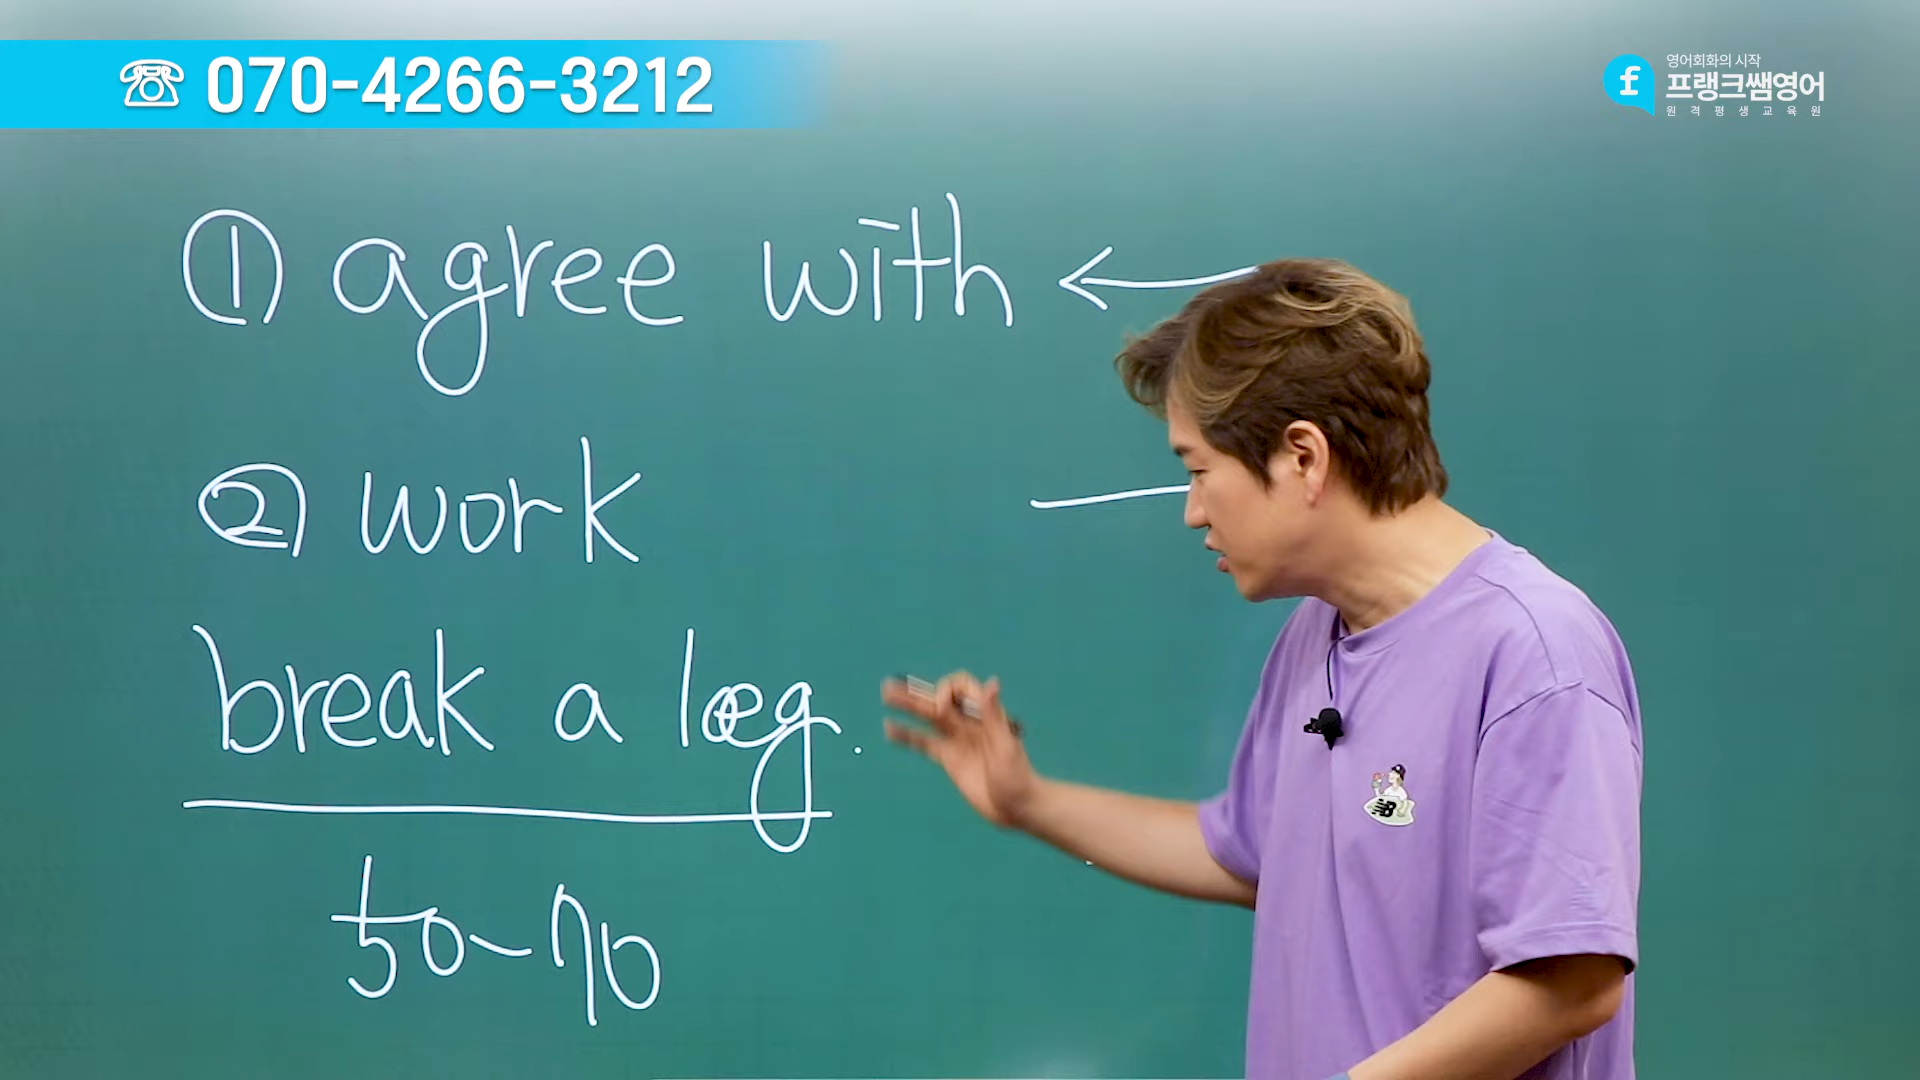 070-4266-3212
영어회화의 시작
프랭크쌤영어
원격평생교육원
① agree with ←
② work
break a leg.
50~70